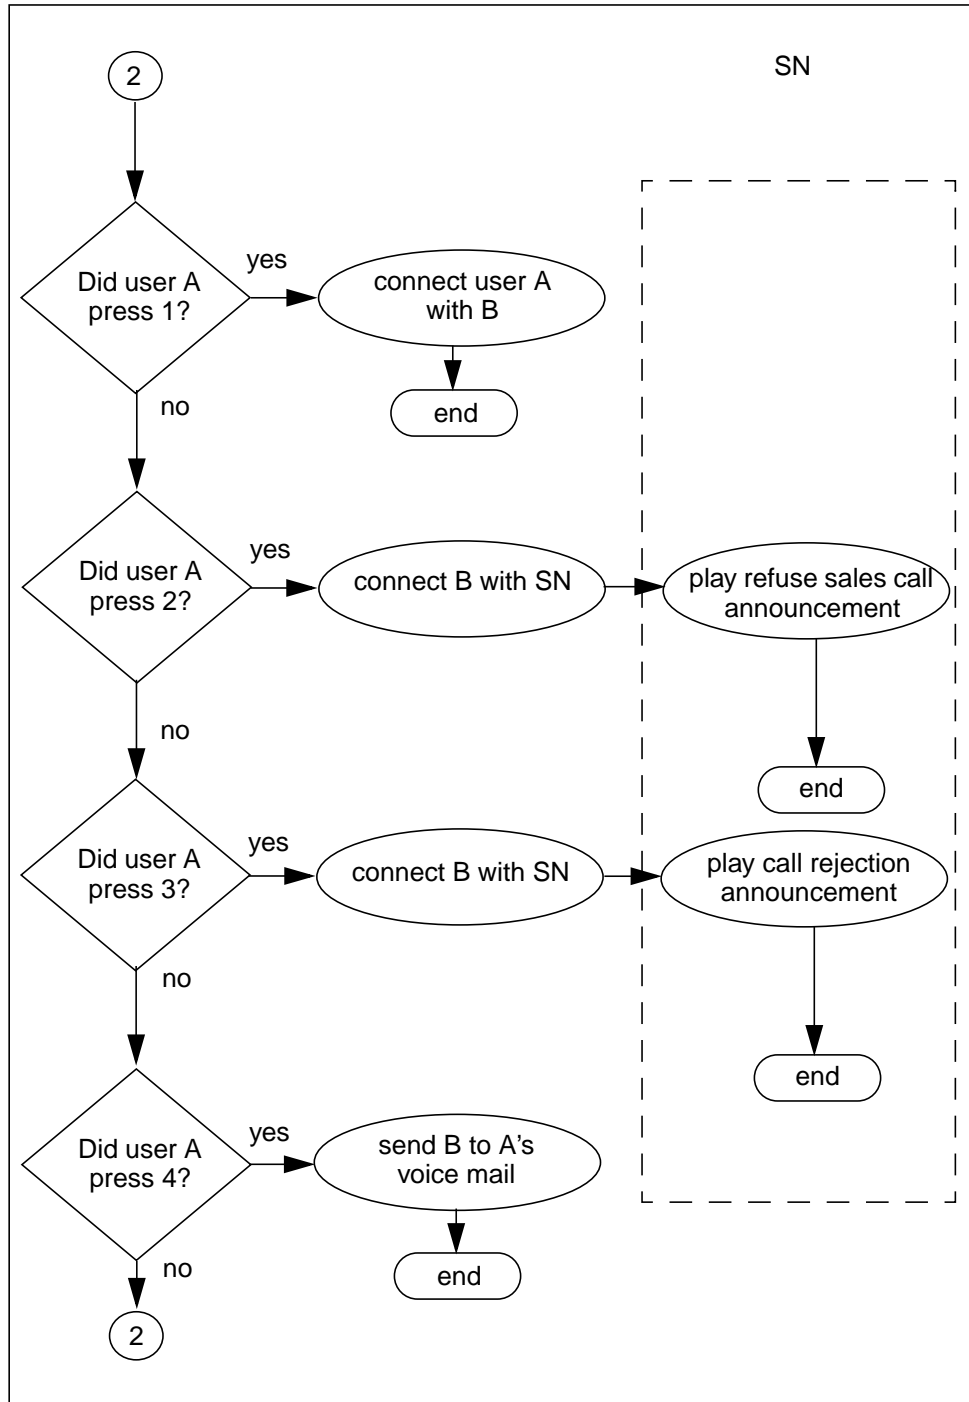 2
SN
Did user A
press 1?
yes
connect user A
with B
end
no
Did user A
press 2?
yes
connect B with SN
play refuse sales call
announcement
end
no
Did user A
press 3?
yes
connect B with SN
play call rejection
announcement
end
no
Did user A
press 4?
yes
send B to A's
voice mail
end
no
2